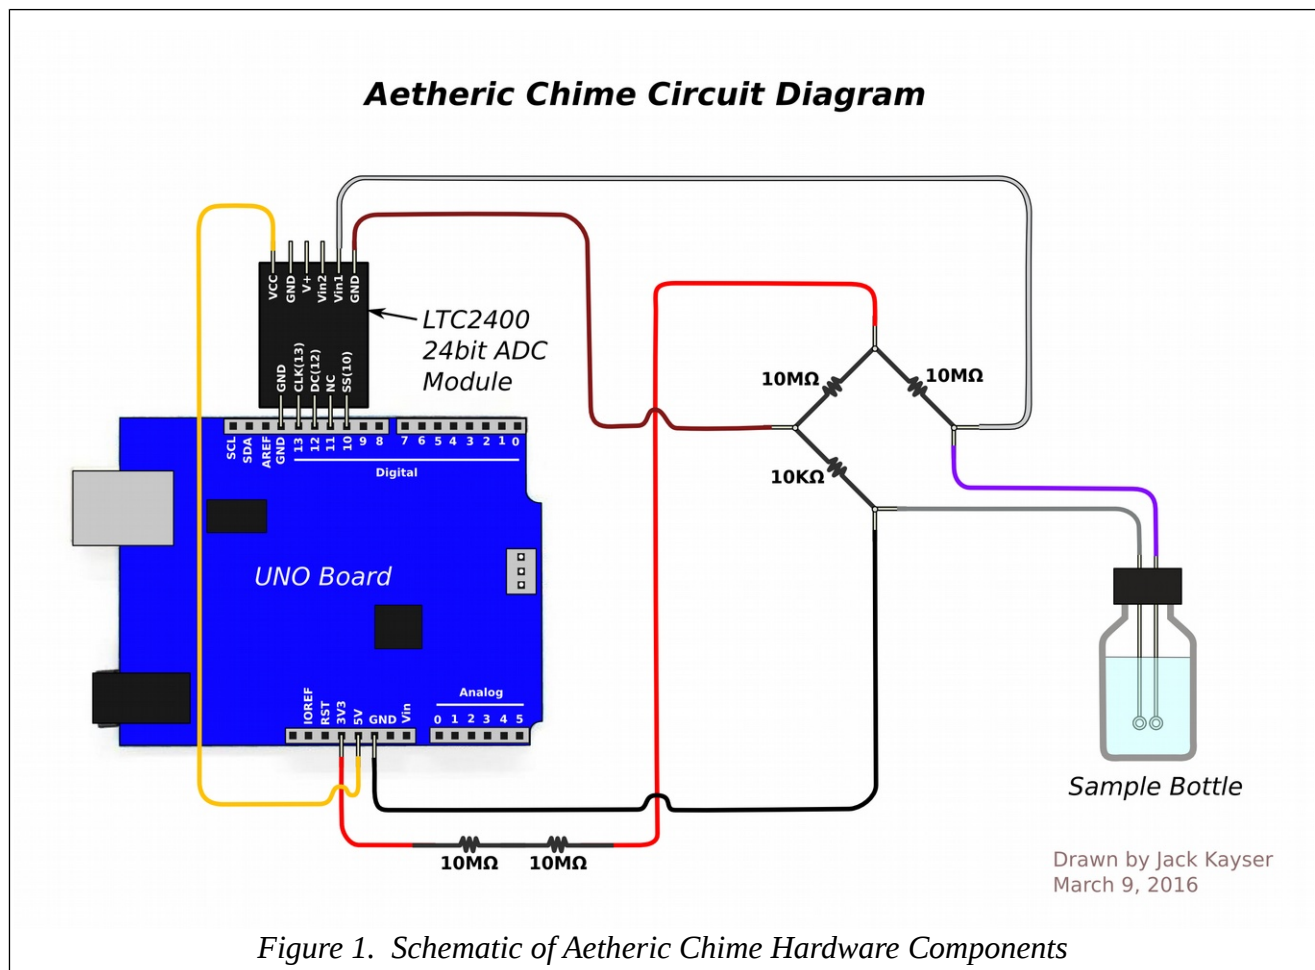 Aetheric Chime Circuit Diagram
VCC
GND
V+
Vin2
Vin1
GND
LTC2400
24bit ADC
Module
GND
CLK(13)
DC(12)
NC
SS(10)
10MΩ
10MΩ
10KΩ
SCL
SDA
AREF
GND
13
12
11
10
9
8
7
6
5
4
3
2
1
0
Digital
UNO Board
IOREF
RST
3V3
5V
GND
Vin
Analog
0
1
2
3
4
5
10MΩ
10MΩ
Sample Bottle
Drawn by Jack Kayser
March 9, 2016
Figure 1. Schematic of Aetheric Chime Hardware Components